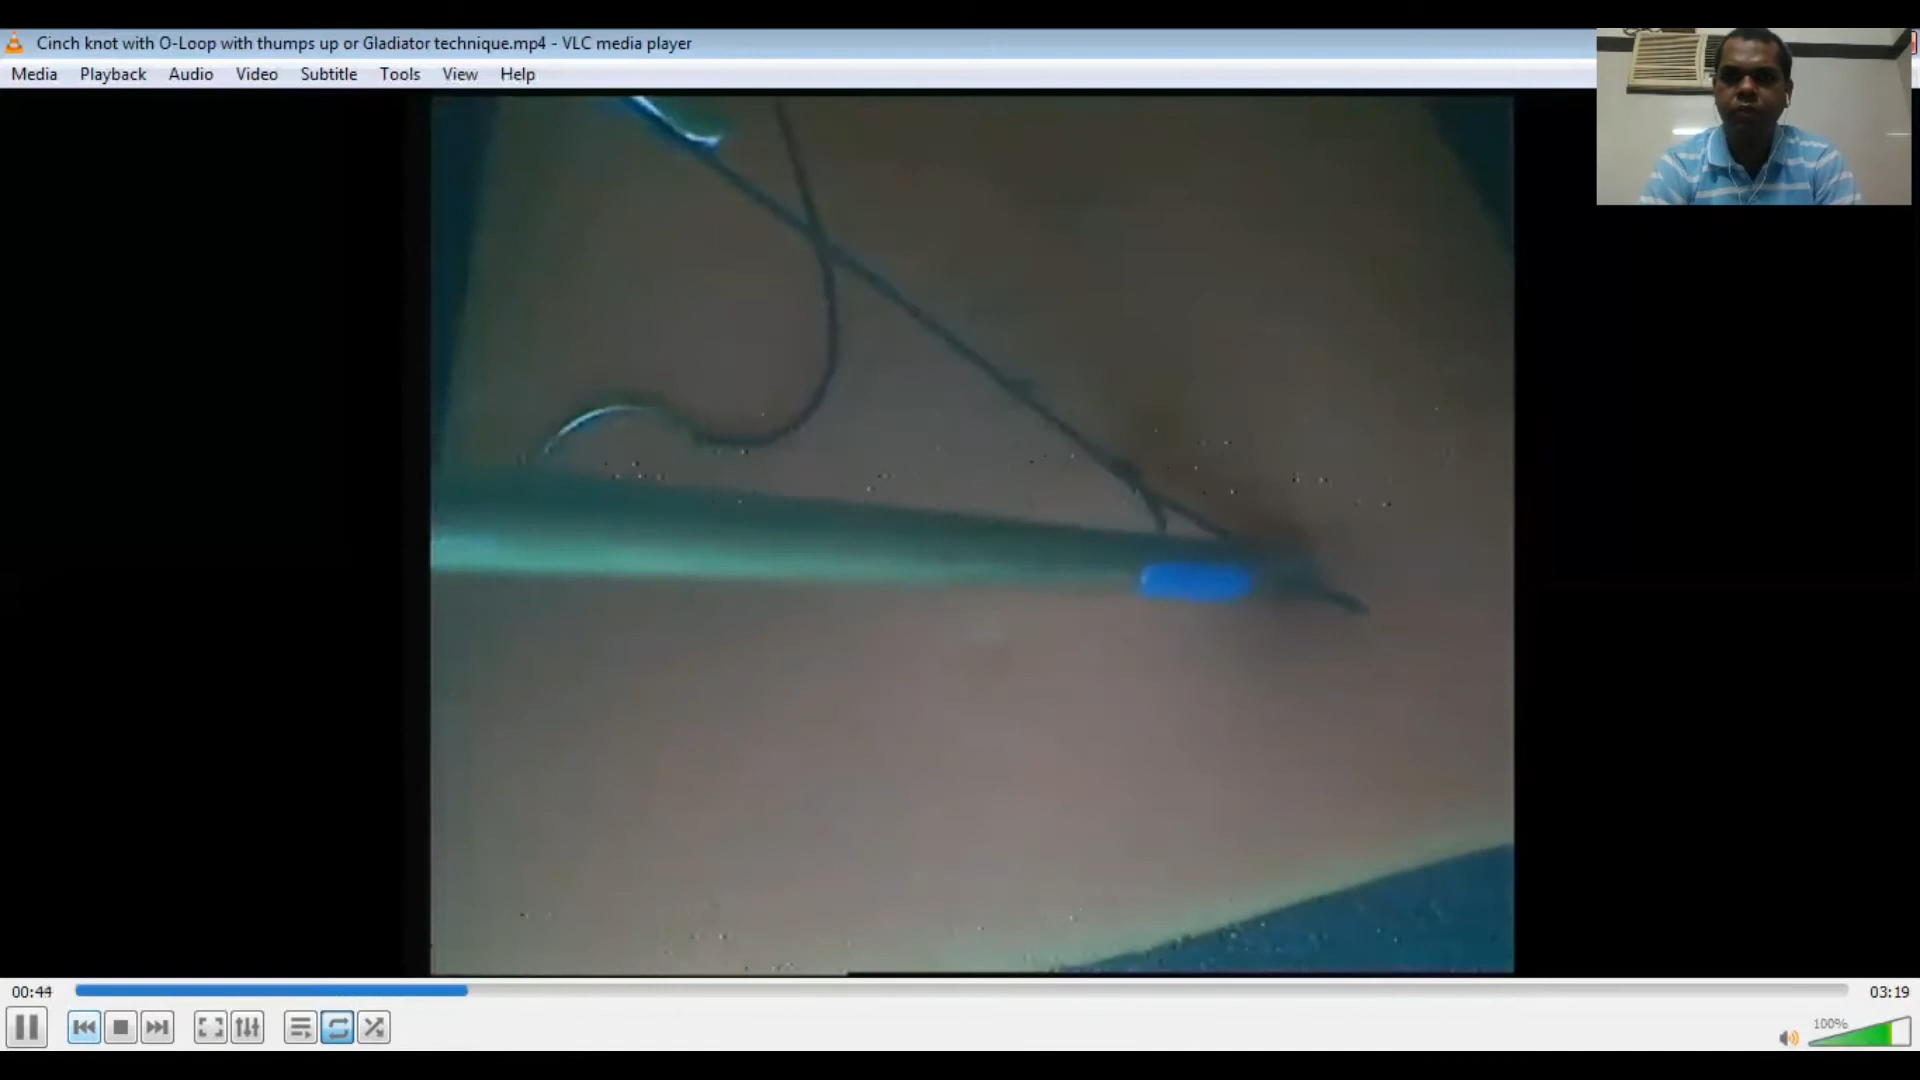 Cinch knot with O-Loop with thumps up or Gladiator technique.mp4 - VLC media player
Media Playback Audio Video Subtitle Tools View Help
00:44 03:19
100%